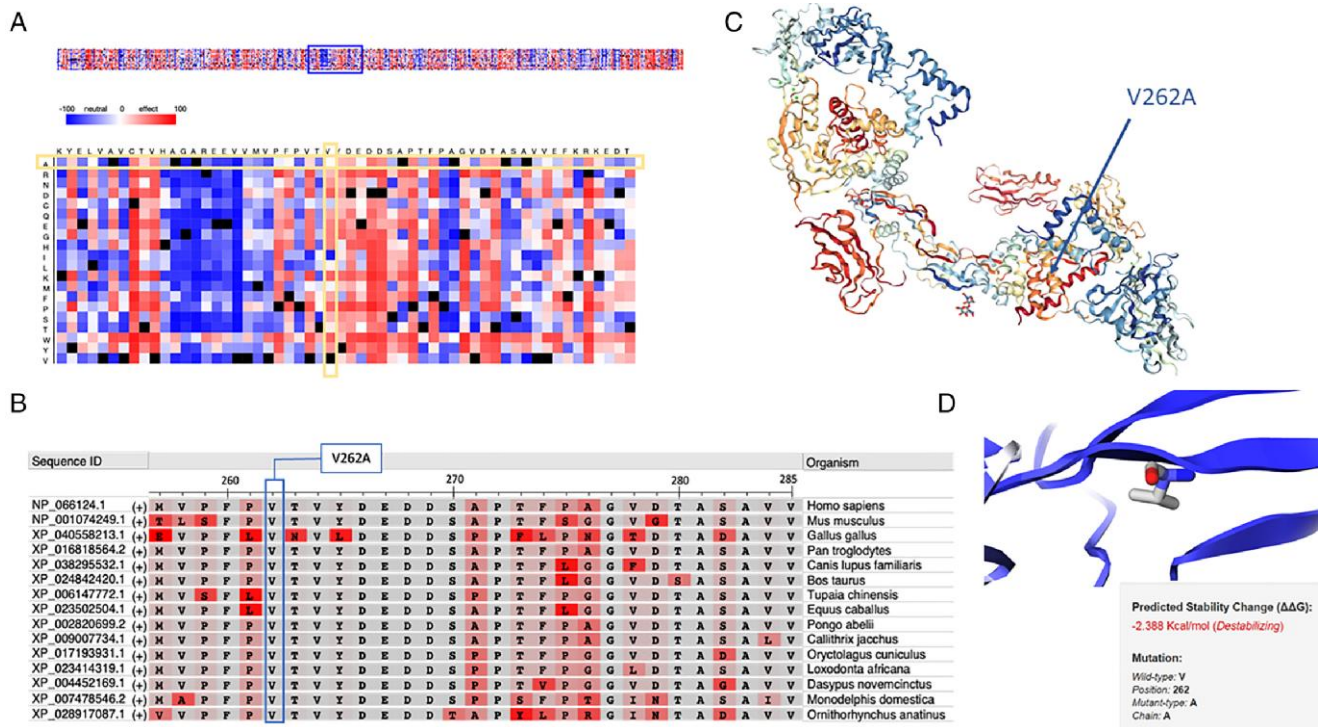 A
-100 neutral 0 effect 100
K Y E L V A V C T V H A G A R E E V V M V P F P V T V Y D E D D S A P T F P A G V D T A S A V V E F K R K E D T
A
R
N
D
C
Q
E
G
H
I
L
K
M
F
P
S
T
W
Y
V
B
V262A
Sequence ID 260 270 280 285 Organism
NP_066124.1 (+) M V P F P V T V Y D E D D S A P T F P A G V D T A S A V V Homo sapiens
NP_001074249.1 (+) T L S F P V T V Y D E D D S A P T F S G G V G T A S A V V Mus musculus
XP_040558213.1 (+) E V P F L V N V L D E D D S P P F L P N G T D T A D A V V Gallus gallus
XP_016818564.2 (+) M V P F P V T V Y D E D D S A P T F P A G V D T A S A V V Pan troglodytes
XP_038295532.1 (+) M V P F P V T V Y D E D D S A P T F L G G F D T A S A V V Canis lupus familiaris
XP_024842420.1 (+) M V P F P V T V Y D E D D S A P T F L G G V D S A S A V V Bos taurus
XP_006147772.1 (+) M V S F L V T V Y D E D D S A P T F P G G V D T A S A V V Tupaia chinensis
XP_023502504.1 (+) M V P F L V T V Y D E D D S A P T F L G G V D T A S A V V Equus caballus
XP_002820699.2 (+) M V P F P V T V Y D E D D S A P T F P A G V D T A S A V V Pongo abelii
XP_009007734.1 (+) M V P F P V T V Y D E D D S A P T F P G G V D T A S A L V Callithrix jacchus
XP_017193931.1 (+) M V P F P V T V Y D E D D S A P T F P G G V D T A D A V V Oryctolagus cuniculus
XP_023414319.1 (+) M V P F P V T V Y D E D D S A P T F P G G L D T A S A V V Loxodonta africana
XP_004452169.1 (+) M V P F P V T V Y D E D D S A P T V P G G V D T A G A V V Dasypus novemcinctus
XP_007478546.2 (+) M A P F P V T V Y D E D D S P P S F P T G I N T A S A I V Monodelphis domestica
XP_028917087.1 (+) V V P F P V T V Y D E D D T A P Y L P R G I N T A D A V V Ornithorhynchus anatinus
C
V262A
D
Predicted Stability Change (ΔΔG):
-2.388 Kcal/mol (Destabilizing)
Mutation:
Wild-type: V
Position: 262
Mutant-type: A
Chain: A